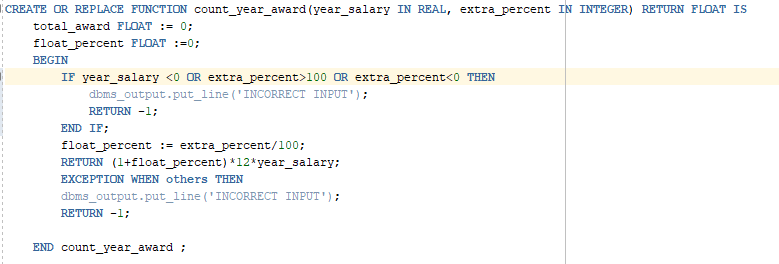 CREATE OR REPLACE FUNCTION count_year_award(year_salary IN REAL, extra_percent IN INTEGER) RETURN FLOAT IS
total_award FLOAT := 0;
float_percent FLOAT :=0;
BEGIN
IF year_salary <0 OR extra_percent>100 OR extra_percent<0 THEN
dbms_output.put_line('INCORRECT INPUT');
RETURN -1;
END IF;
float_percent := extra_percent/100;
RETURN (1+float_percent)*12*year_salary;
EXCEPTION WHEN others THEN
dbms_output.put_line('INCORRECT INPUT');
RETURN -1;
END count_year_award ;